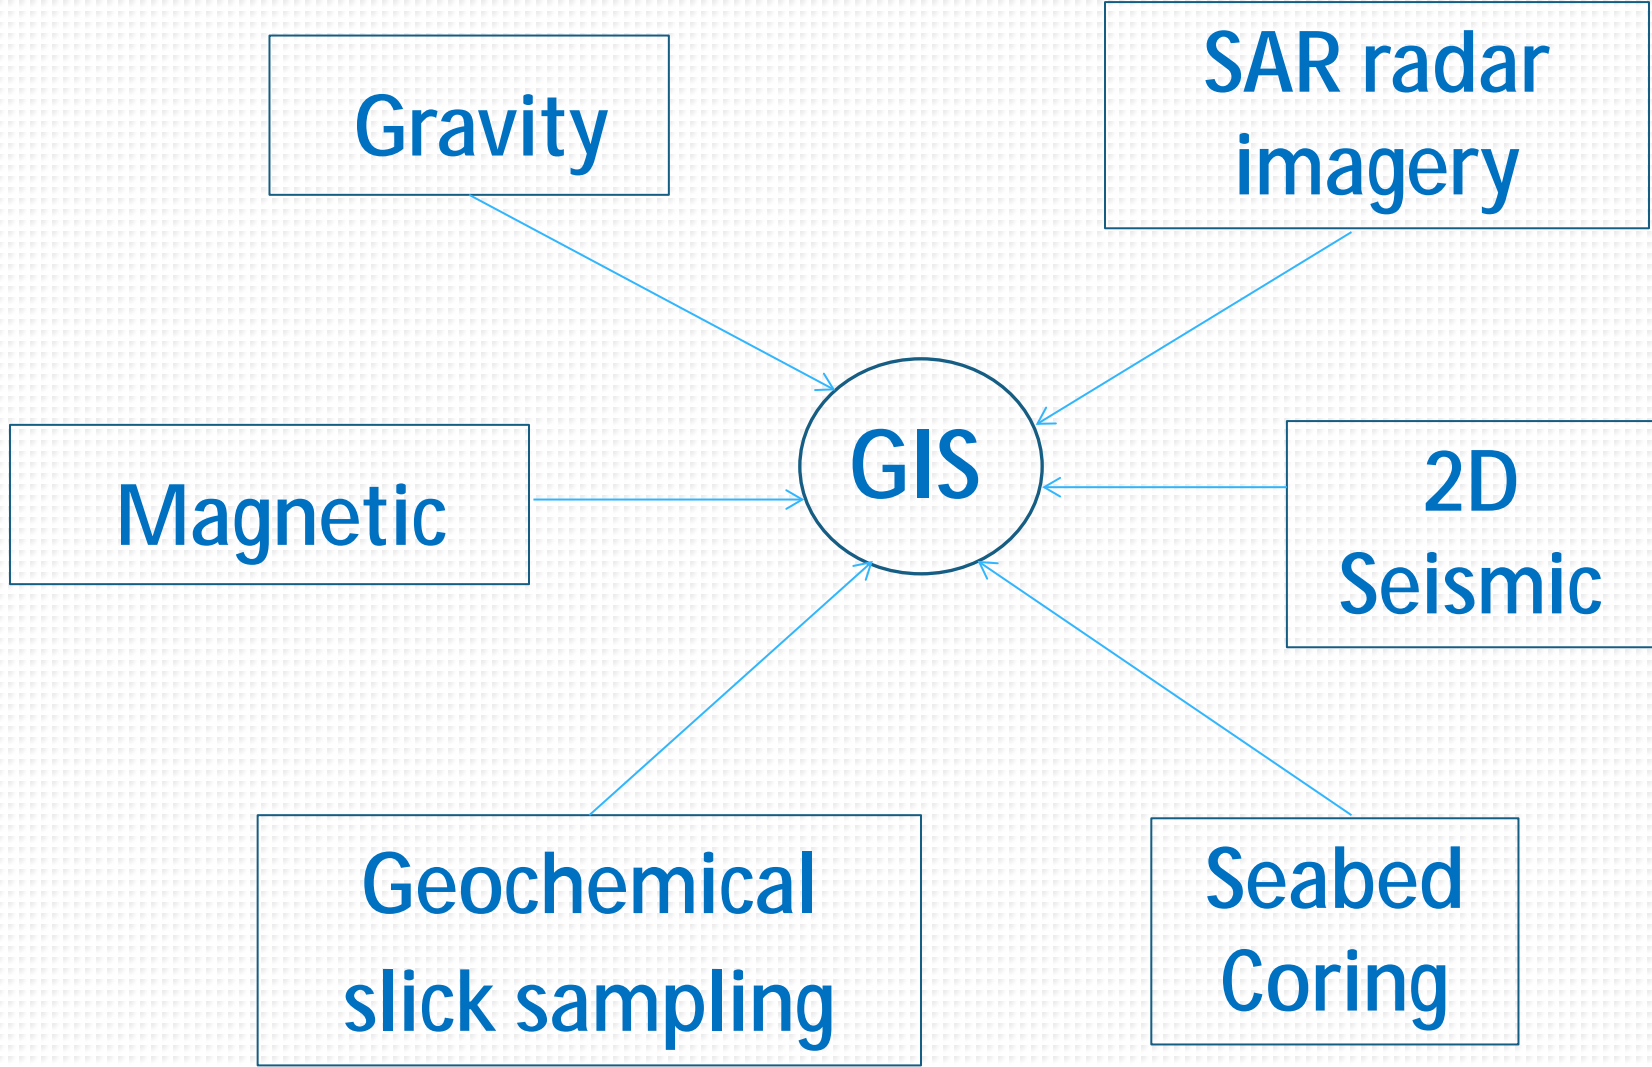 Gravity
SAR radar
imagery
GIS
Magnetic
2D
Seismic
Geochemical
slick sampling
Seabed
Coring